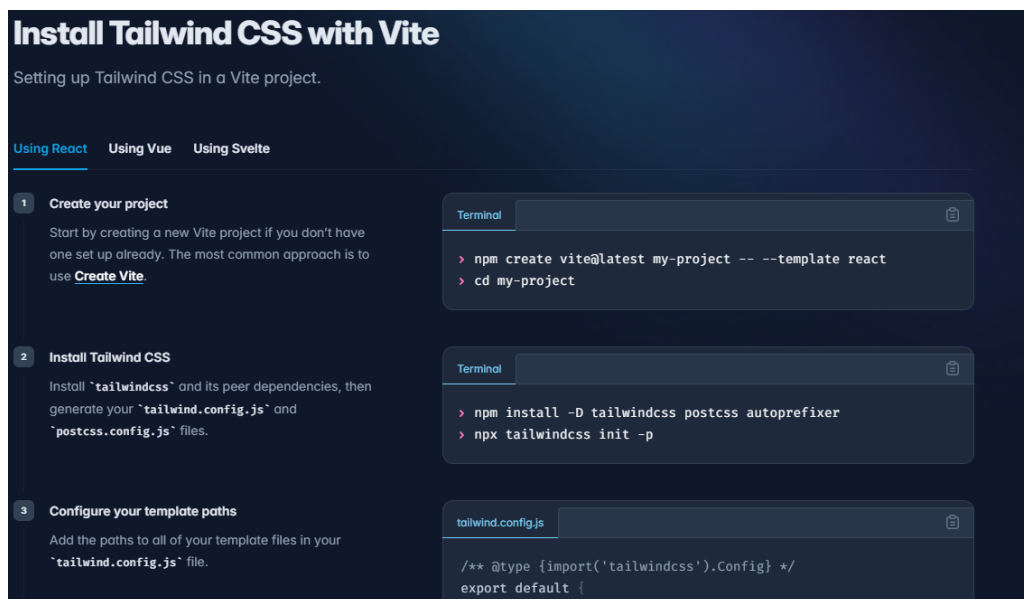 Install Tailwind CSS with Vite
Setting up Tailwind CSS in a Vite project.
Using React Using Vue Using Svelte
1 Create your project
Start by creating a new Vite project if you don’t have
one set up already. The most common approach is to
use Create Vite.
Terminal
> npm create vite@latest my-project -- --template react
> cd my-project
2 Install Tailwind CSS
Install `tailwindcss` and its peer dependencies, then
generate your `tailwind.config.js` and
`postcss.config.js` files.
Terminal
> npm install -D tailwindcss postcss autoprefixer
> npx tailwindcss init -p
3 Configure your template paths
Add the paths to all of your template files in your
`tailwind.config.js` file.
tailwind.config.js
/** @type {import('tailwindcss').Config} */
export default {